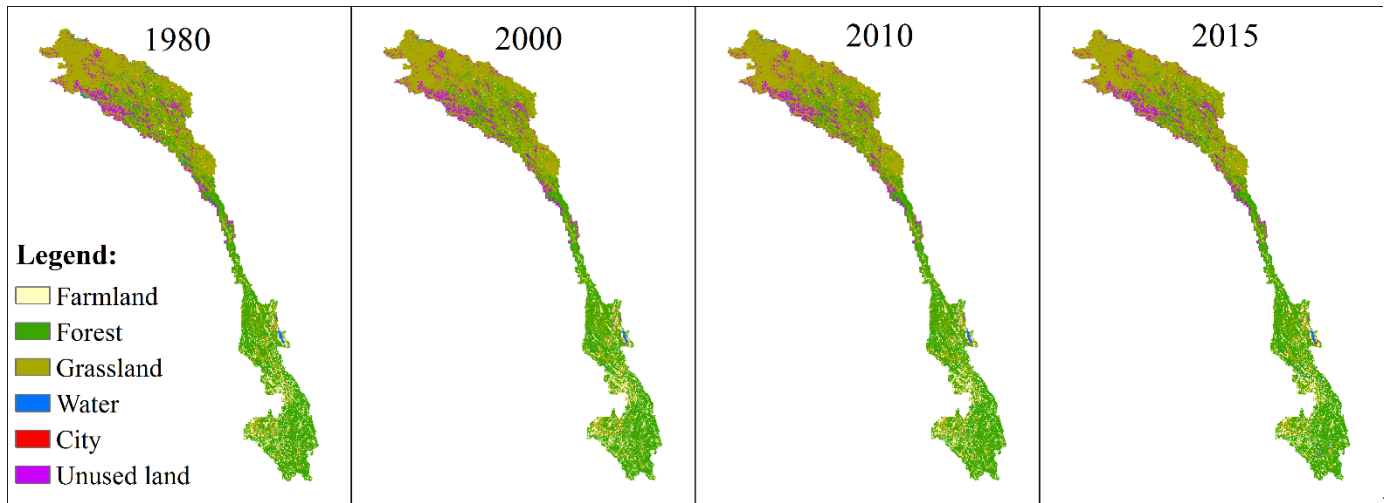 1980
2000
2010
2015
Legend:
Farmland
Forest
Grassland
Water
City
Unused land